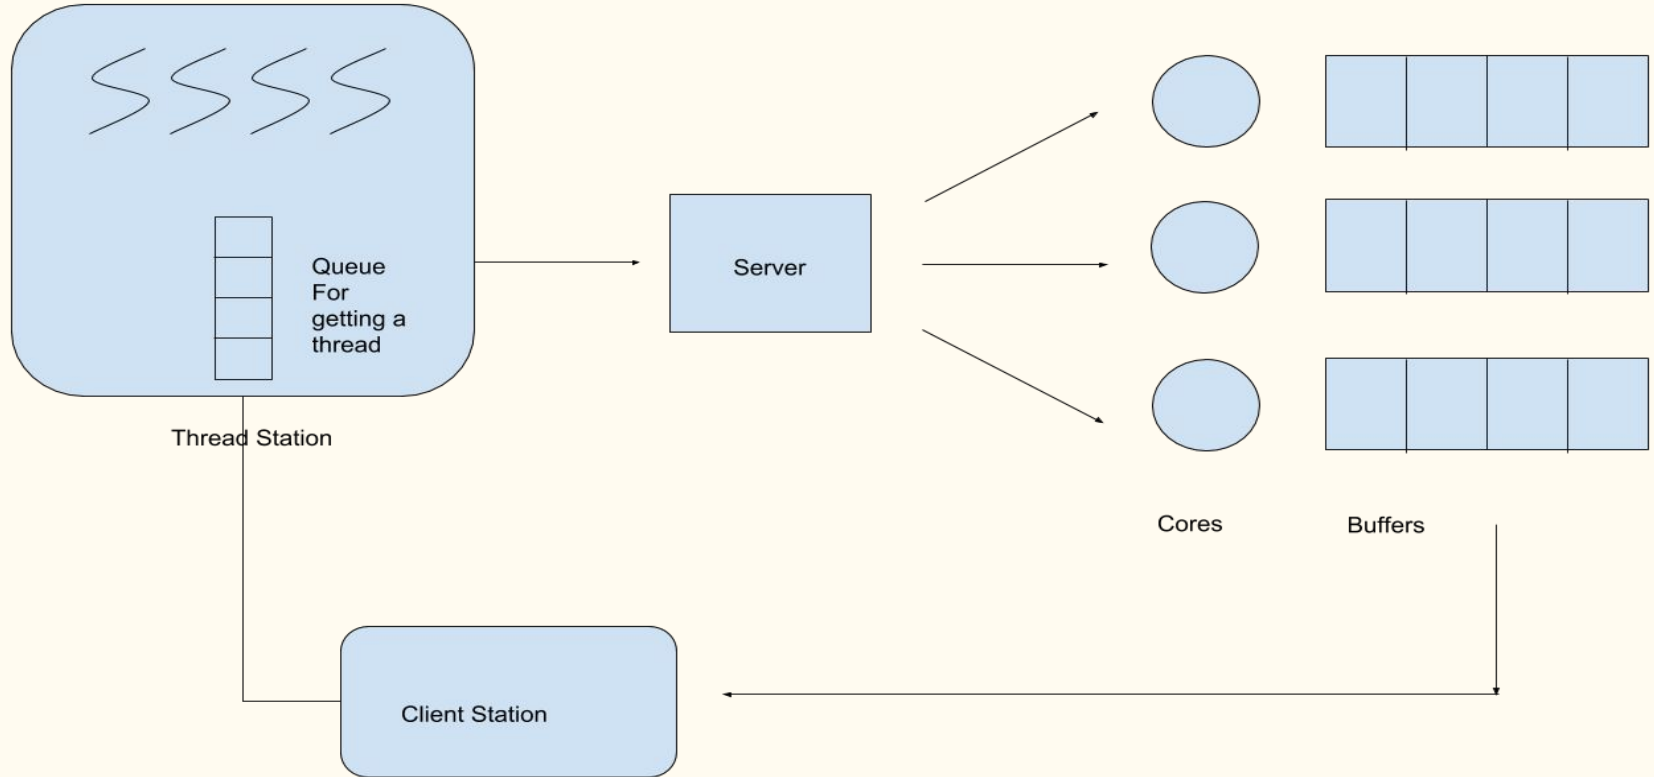 Queue
For
getting a
thread
Server
Thread Station
Cores
Buffers
Client Station